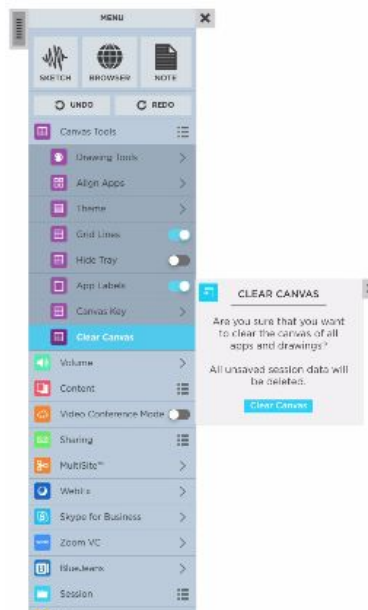 MENU
SKETCH
BROWSER
NOTE
UNDO
REDO
Canvas Tools
Drawing Tools
Align Apps
Theme
Grid Lines
Hide Tray
App Labels
Canvas Key
Clear Canvas
Volume
Content
Video Conference Mode
Sharing
MultiSite™
Webex
Skype for Business
Zoom VC
BlueJeans
Session
CLEAR CANVAS
Are you sure that you want
to clear the canvas of all
apps and drawings?
All unsaved session data will
be deleted.
Clear Canvas